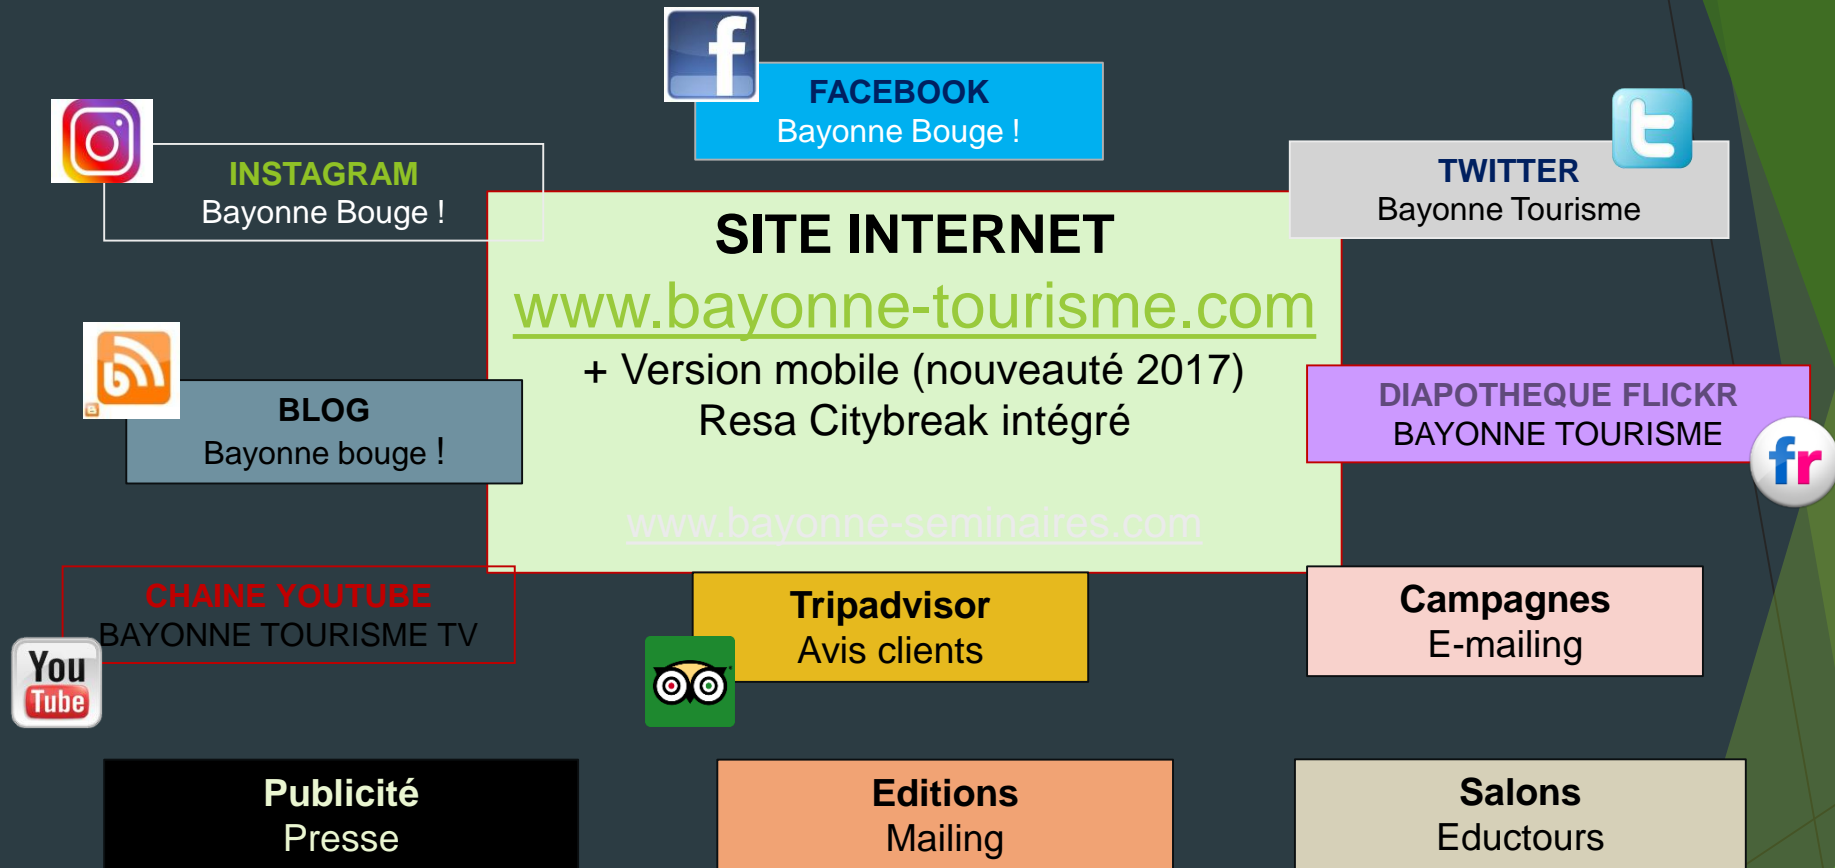 FACEBOOK
Bayonne Bouge !
INSTAGRAM
Bayonne Bouge !
TWITTER
Bayonne Tourisme
SITE INTERNET
www.bayonne-tourisme.com
+ Version mobile (nouveauté 2017)
Resa Citybreak intégré
www.bayonne-seminaires.com
BLOG
Bayonne bouge !
DIAPOTHEQUE FLICKR
BAYONNE TOURISME
fr
CHAINE YOUTUBE
BAYONNE TOURISME TV
You
Tube
Tripadvisor
Avis clients
Campagnes
E-mailing
Publicité
Presse
Editions
Mailing
Salons
Eductours